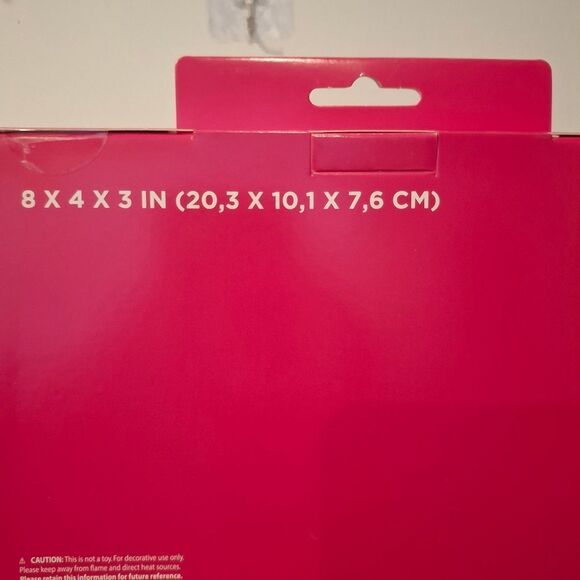 8 X 4 X 3 IN (20,3 X 10,1 X 7,6 CM)
⚠ CAUTION: This is not a toy. For decorative use only.
Please keep away from flame and direct heat sources.
Please retain this information for future reference.